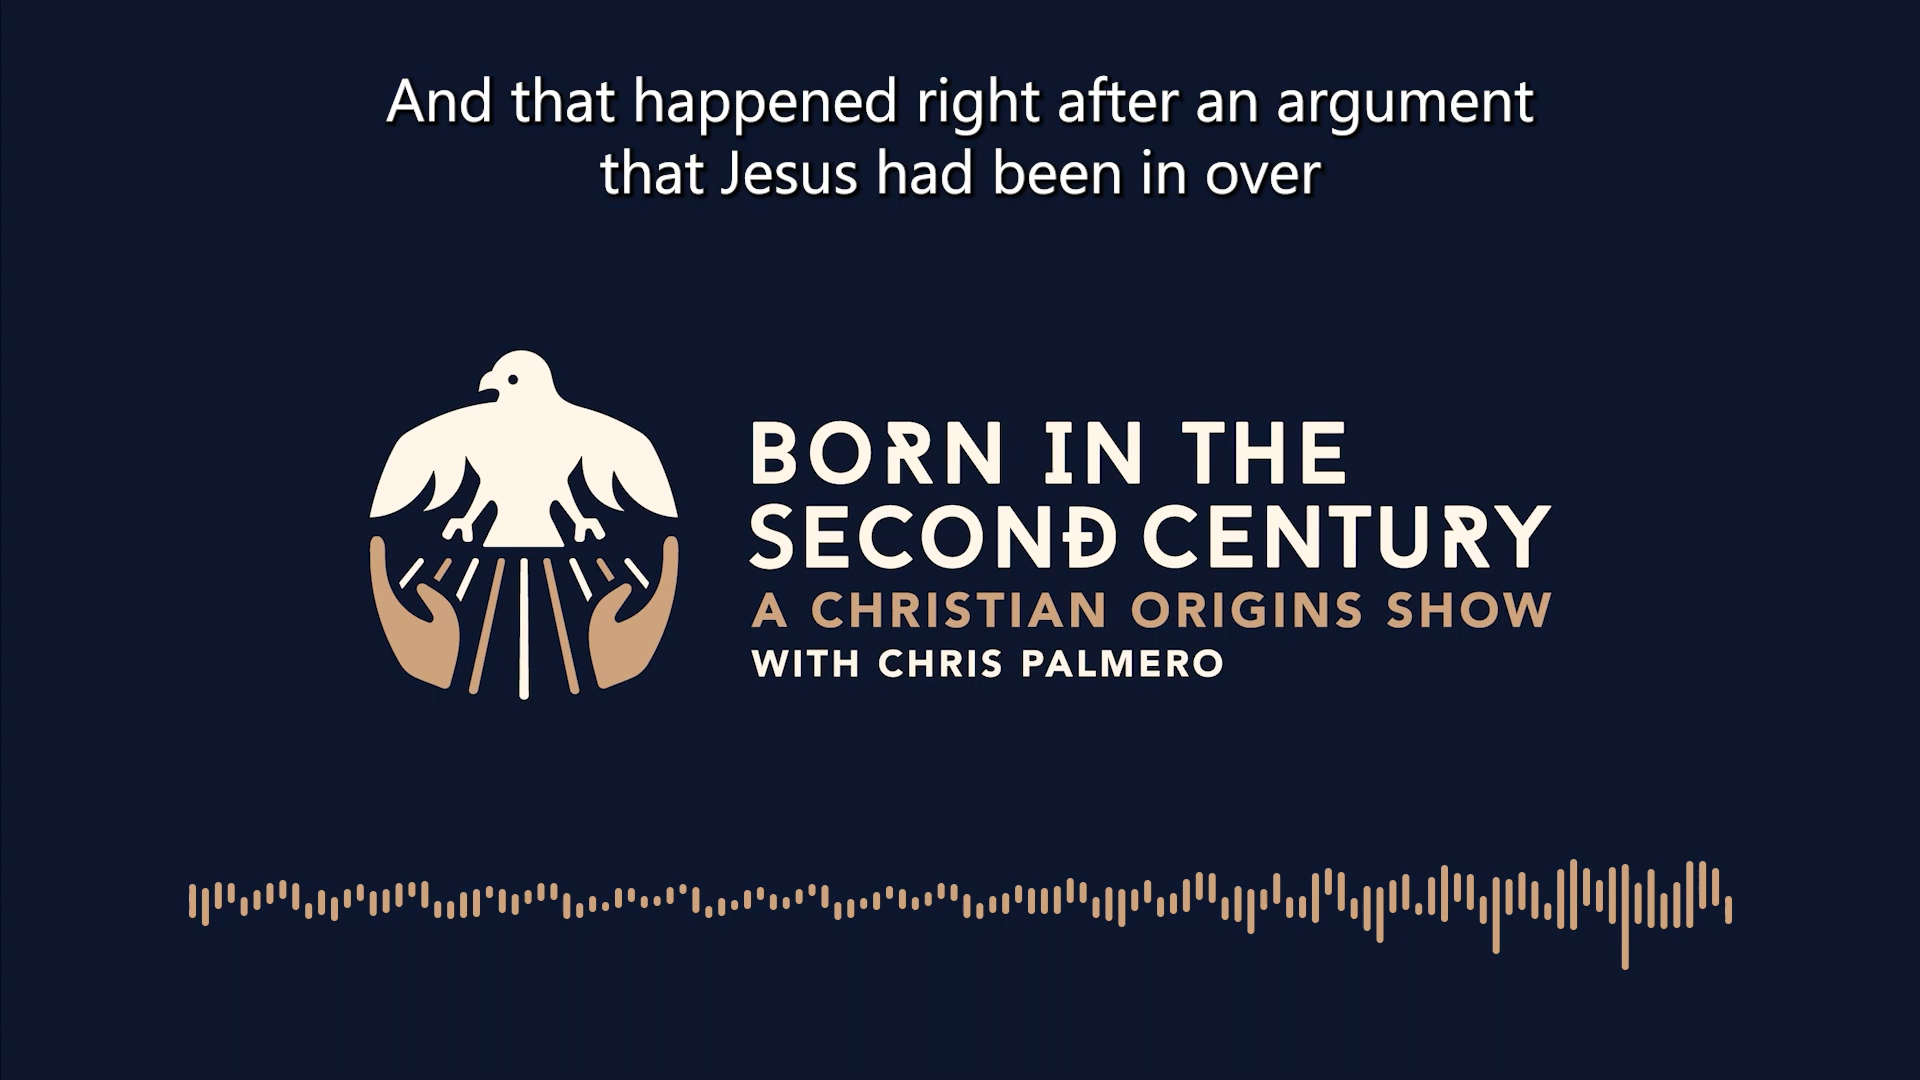 And that happened right after an argument
that Jesus had been in over
BORN IN THE
SECOND CENTURY
A CHRISTIAN ORIGINS SHOW
WITH CHRIS PALMERO